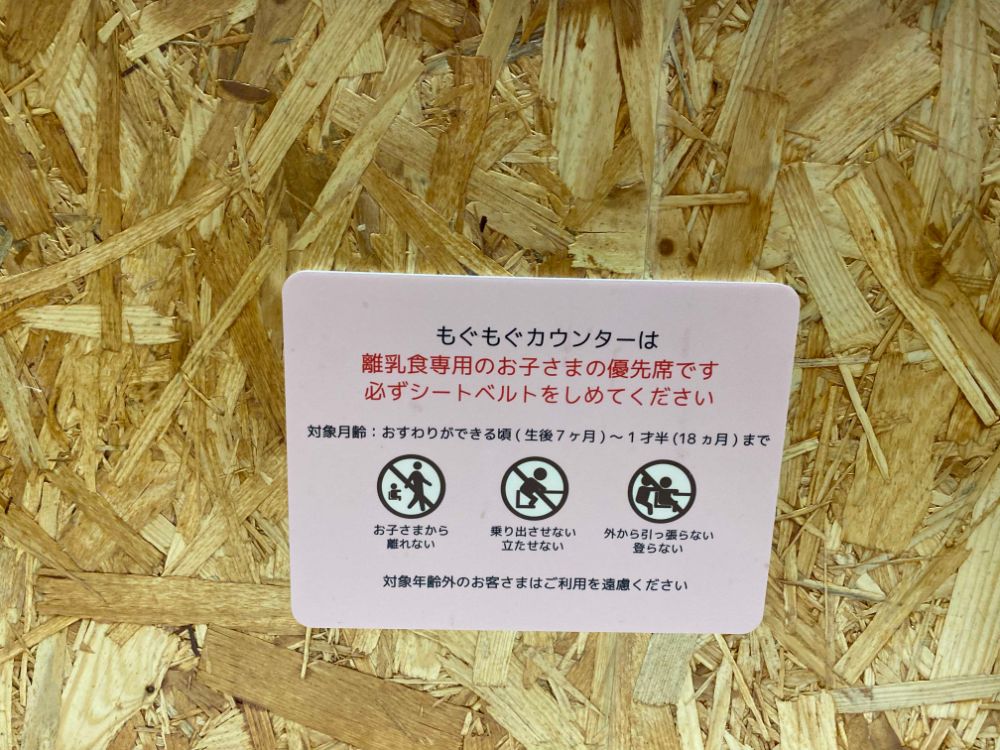 もぐもぐカウンターは
離乳食専用のお子さまの優先席です
必ずシートベルトをしめてください
対象月齢：おすわりができる頃 ( 生後７ヶ月 ) ～ １才半 (18 ヵ月 ) まで
お子さまから
離れない
乗り出させない
立たせない
外から引っ張らない
登らない
対象年齢外のお客さまはご利用を遠慮ください